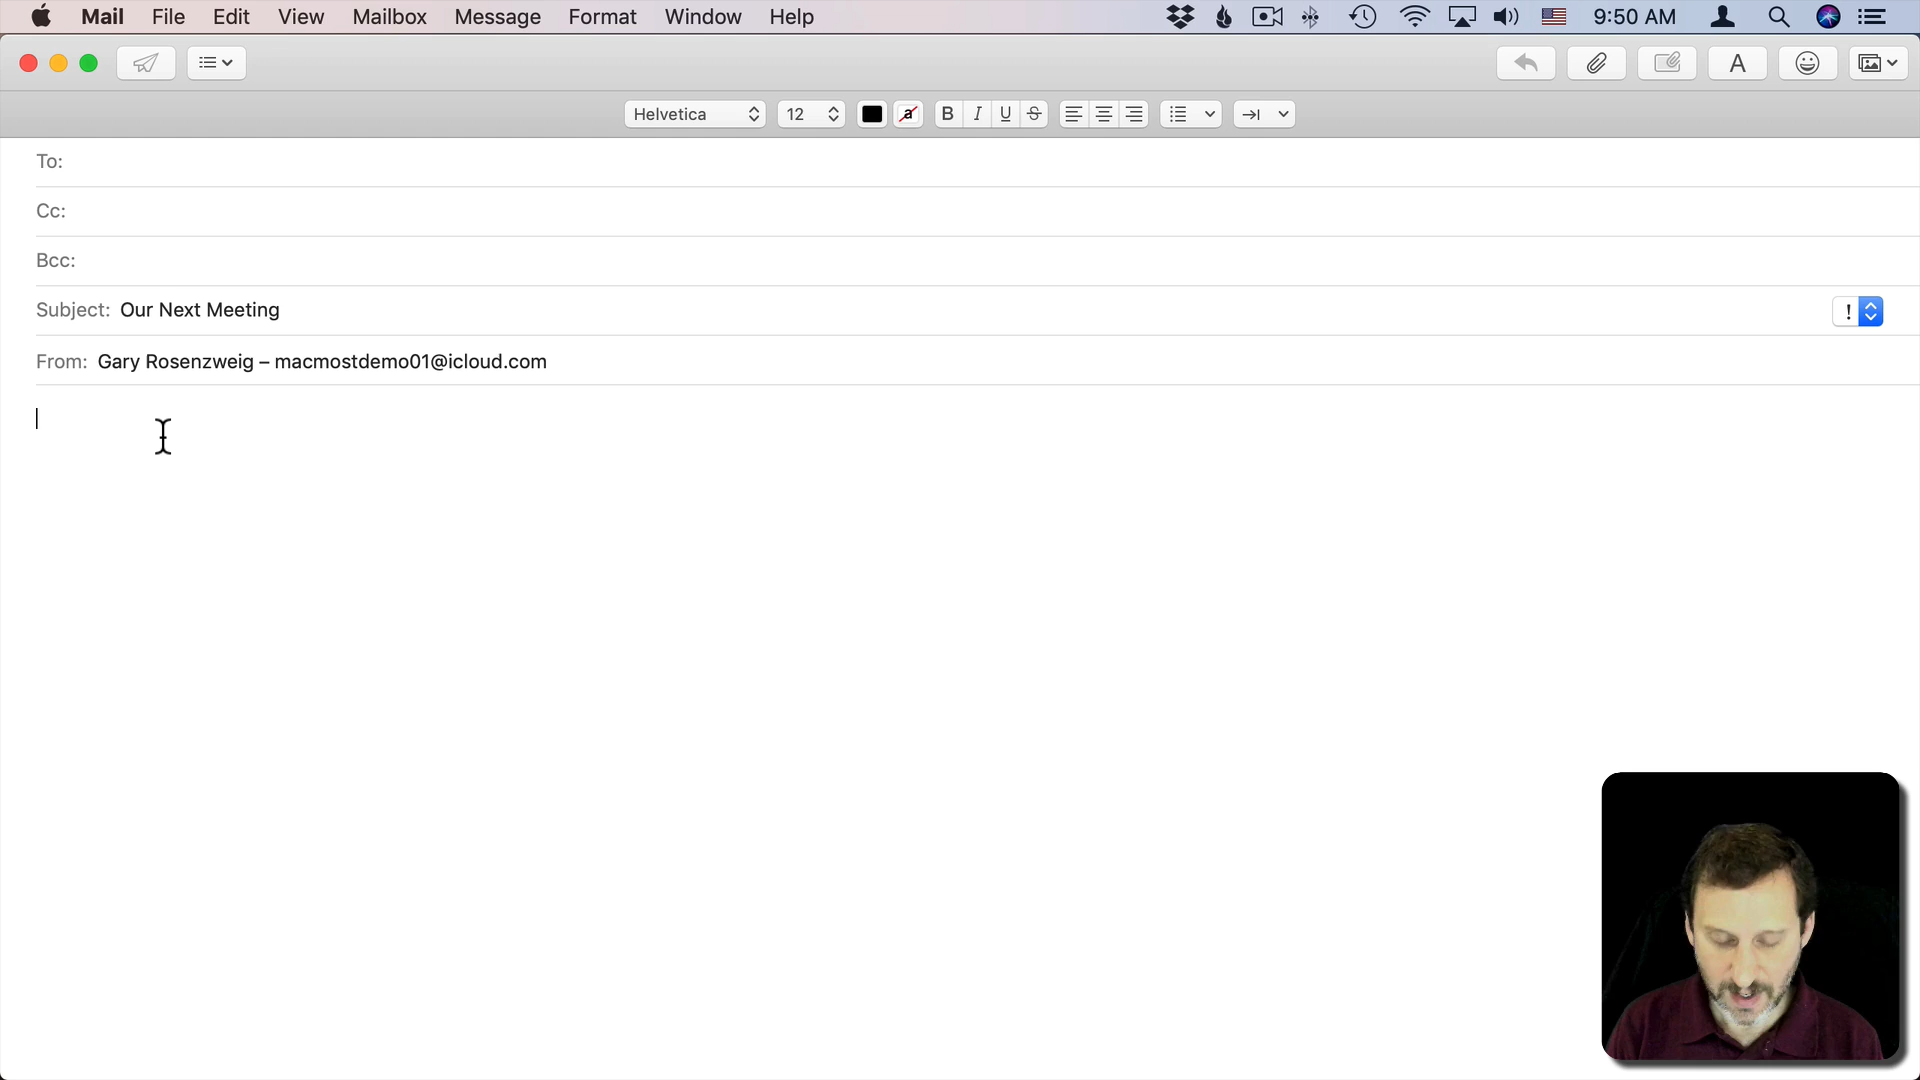 Mail File Edit View Mailbox Message Format Window Help 9:50 AM
A
Helvetica 12 a B I U S
To:
Cc:
Bcc:
Subject: Our Next Meeting !
From: Gary Rosenzweig – macmostdemo01@icloud.com